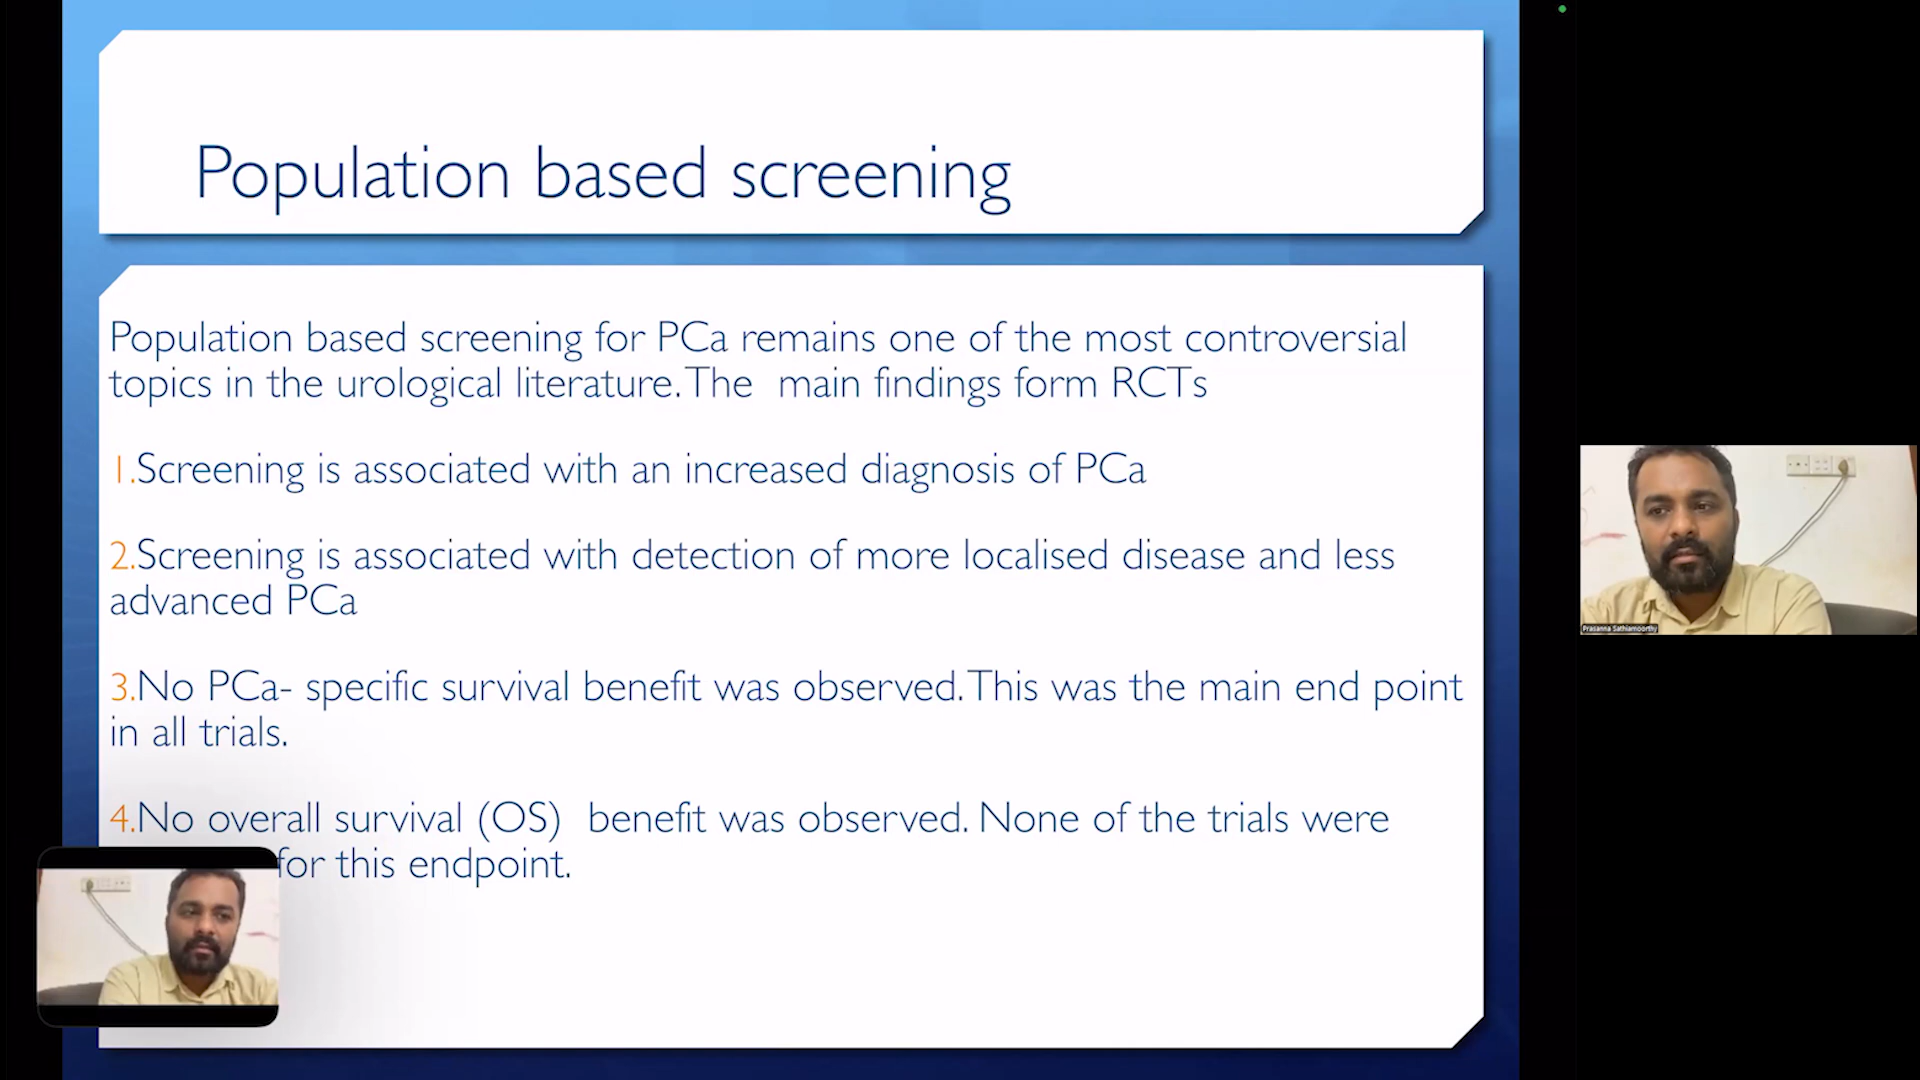 Population based screening
Population based screening for PCa remains one of the most controversial
topics in the urological literature. The main findings form RCTs
1.Screening is associated with an increased diagnosis of PCa
2.Screening is associated with detection of more localised disease and less
advanced PCa
3.No PCa- specific survival benefit was observed. This was the main end point
in all trials.
4.No overall survival (OS) benefit was observed. None of the trials were
for this endpoint.
Prasanna Sathiamoorthy